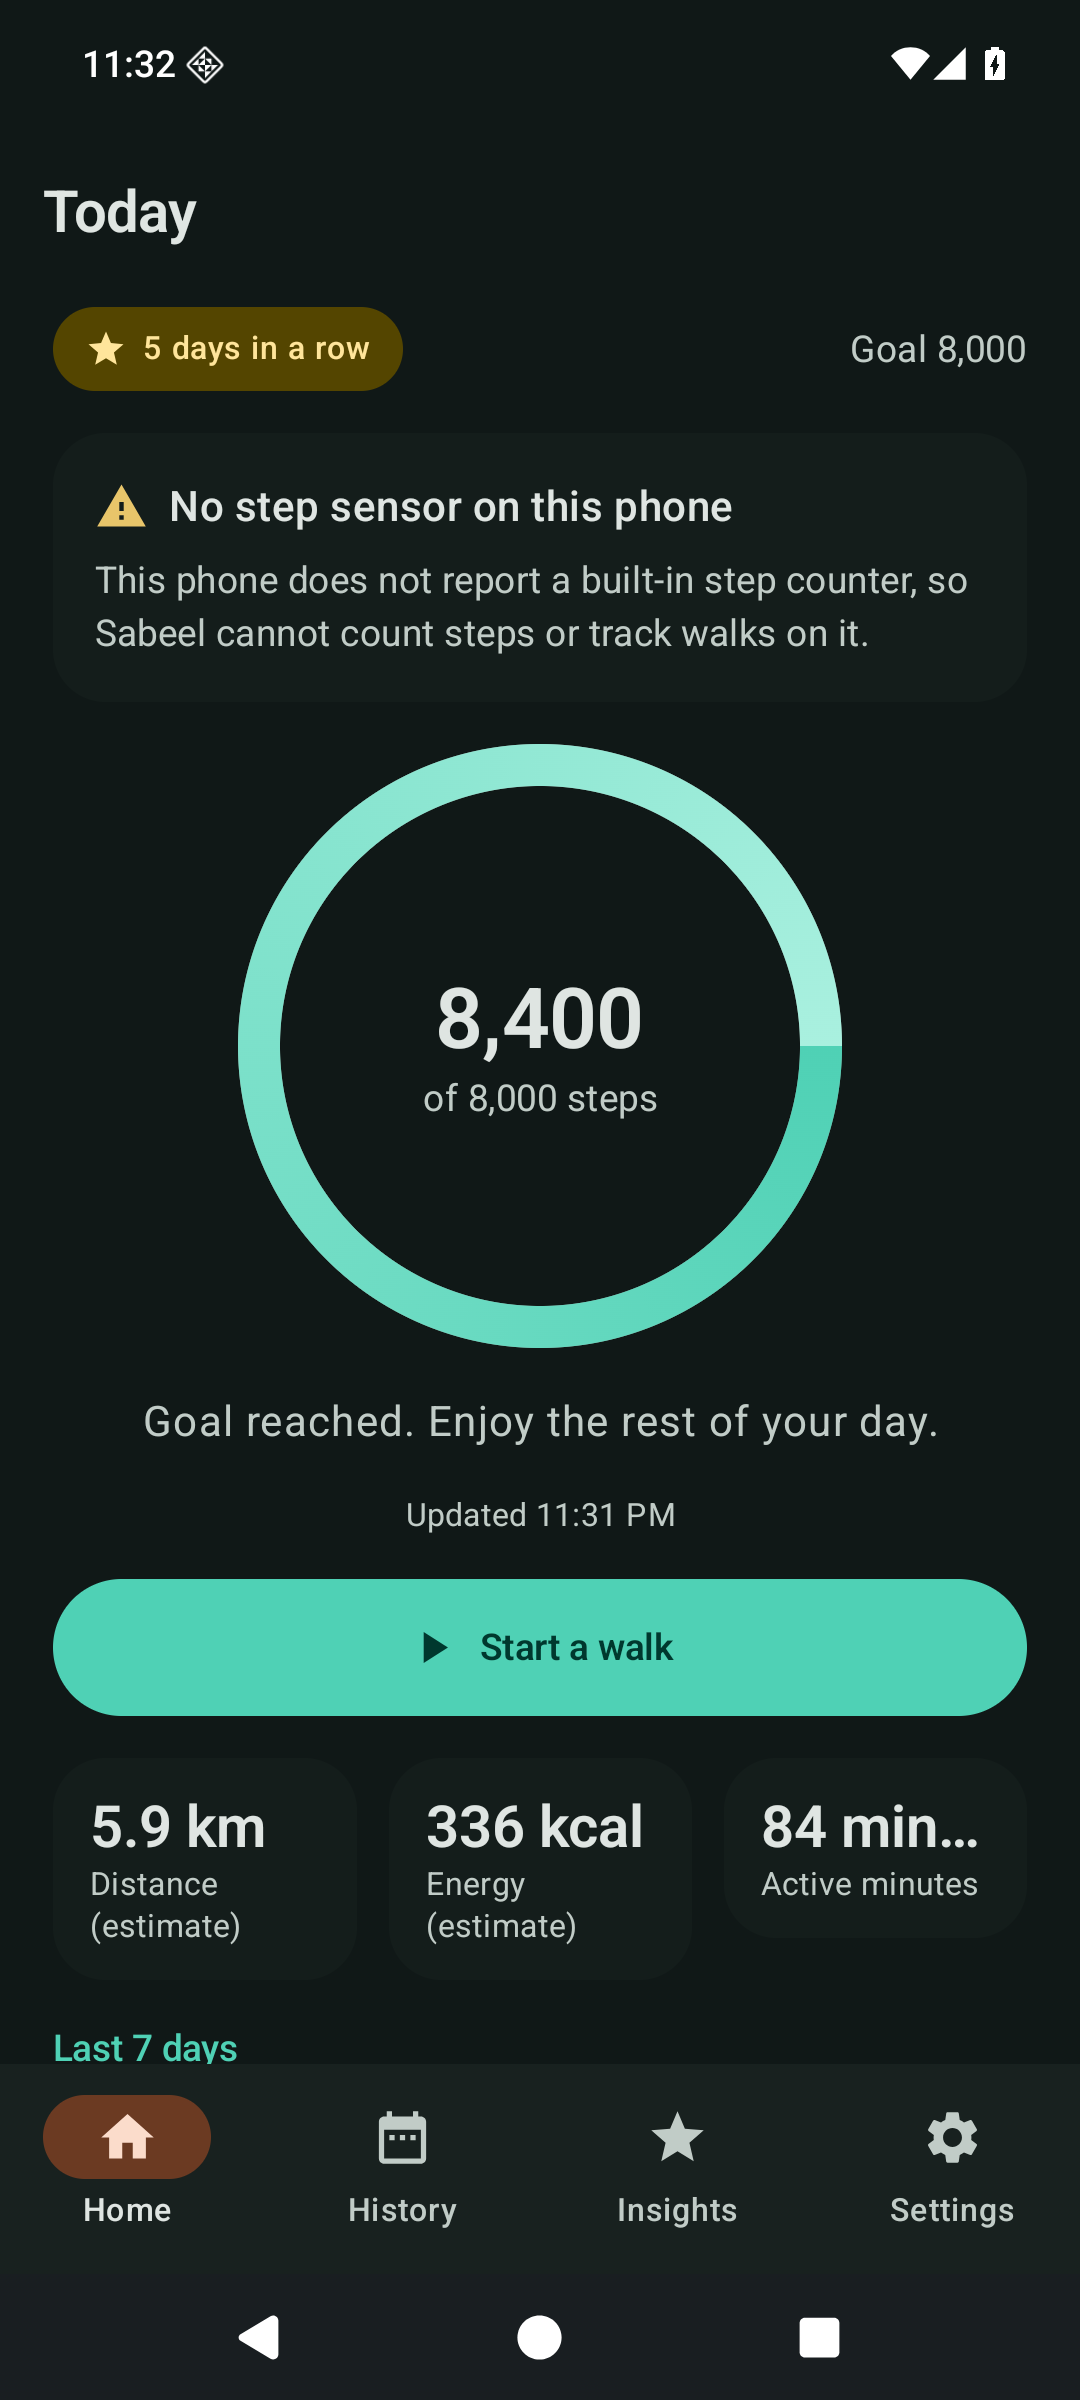 11:32
Today
5 days in a row
Goal 8,000
No step sensor on this phone
This phone does not report a built-in step counter, so
Sabeel cannot count steps or track walks on it.
8,400
of 8,000 steps
Goal reached. Enjoy the rest of your day.
Updated 11:31 PM
Start a walk
5.9 km
Distance
(estimate)
336 kcal
Energy
(estimate)
84 min…
Active minutes
Last 7 days
Home
History
Insights
Settings